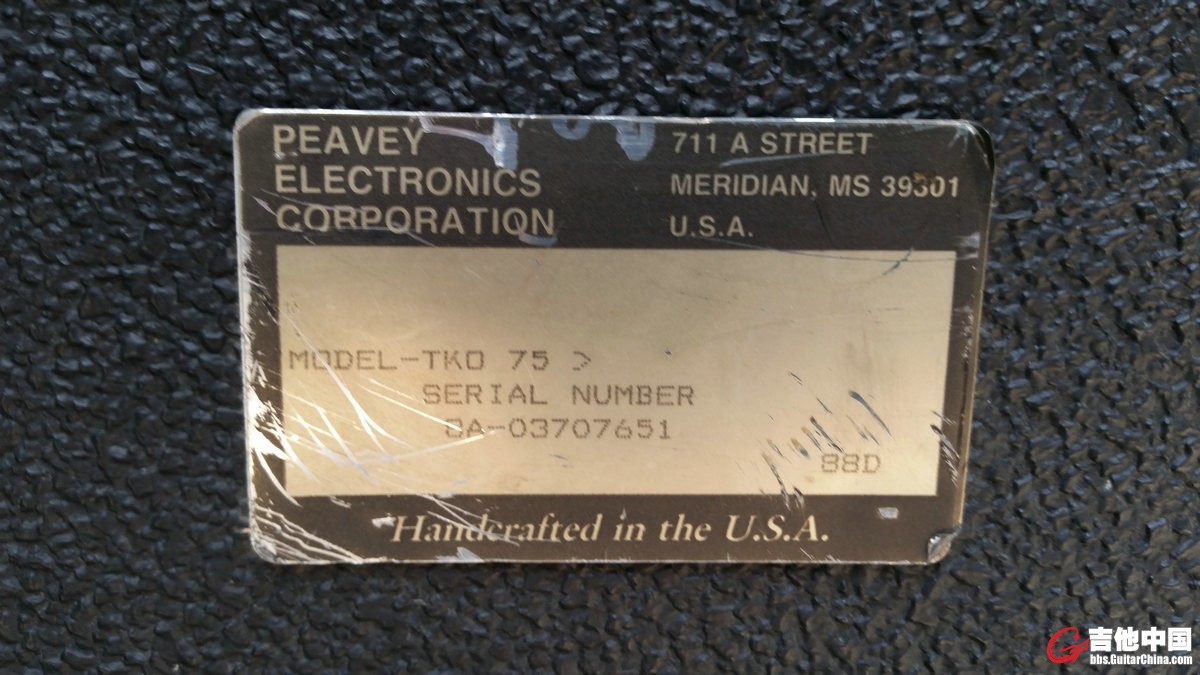 PEAVEY
ELECTRONICS
CORPORATION
711 A STREET
MERIDIAN, MS 39301
U.S.A.
MODEL-TKO 75 >
SERIAL NUMBER
8A-03707651
88D
Handcrafted in the U.S.A.
吉他中国
bbs.GuitarChina.com